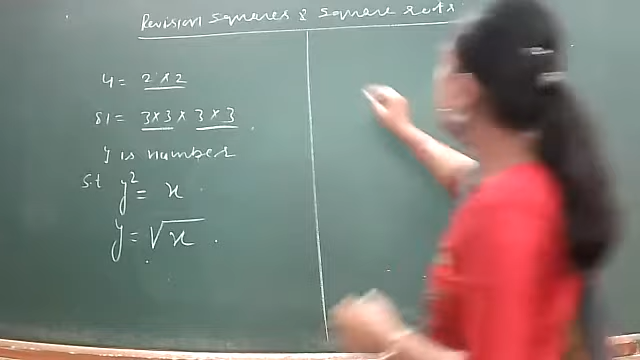 Revision squares & square roots
4 = 2 × 2
81 = 3×3 × 3×3
y is number
s.t y² = x
y = √x